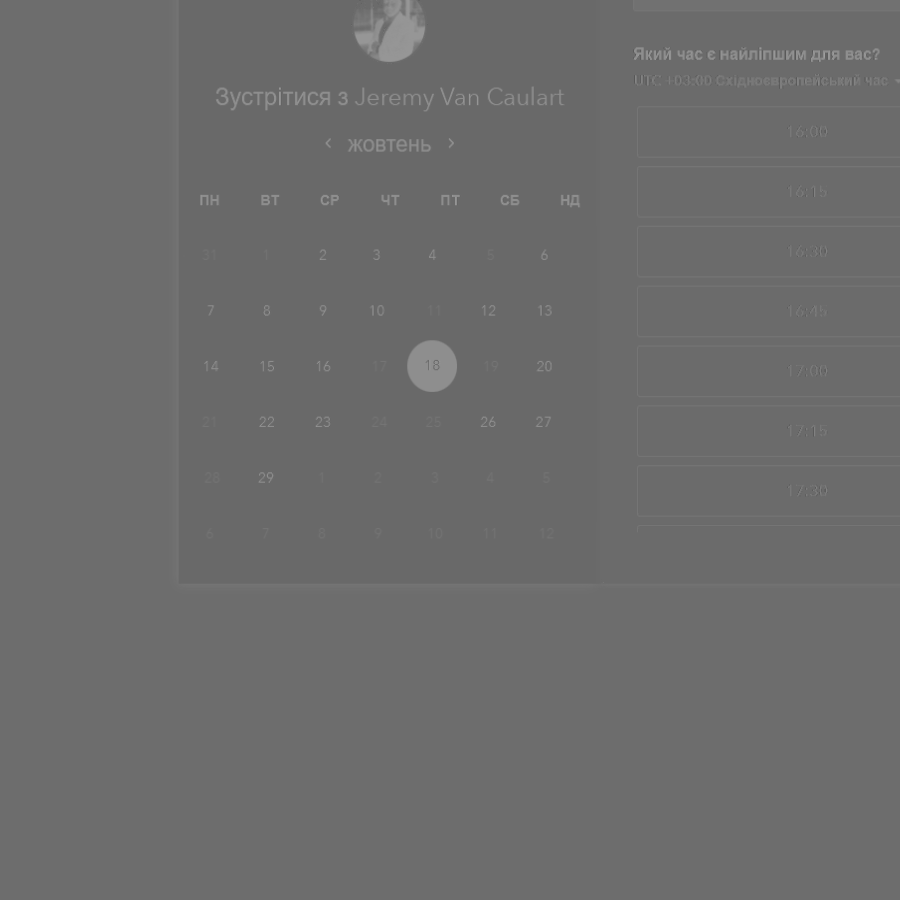 Зустрітися з Jeremy Van Caulart
жовтень
ПН ВТ СР ЧТ ПТ СБ НД
31 1 2 3 4 5 6
7 8 9 10 11 12 13
14 15 16 17 18 19 20
21 22 23 24 25 26 27
28 29 1 2 3 4 5
6 7 8 9 10 11 12
Який час є найліпшим для вас?
UTC +03:00 Східноєвропейський час
16:00
16:15
16:30
16:45
17:00
17:15
17:30